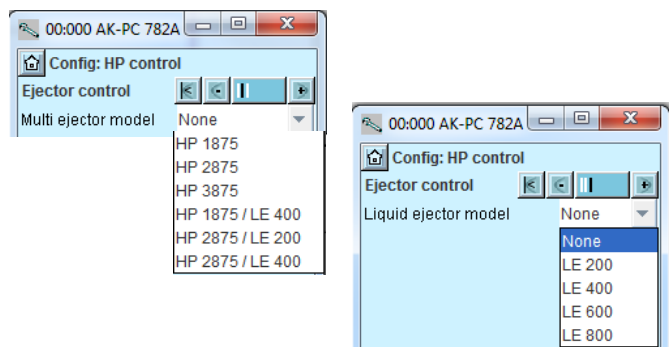 00:000 AK-PC 782A
Config: HP control
Ejector control
Multi ejector model None
HP 1875
HP 2875
HP 3875
HP 1875 / LE 400
HP 2875 / LE 200
HP 2875 / LE 400
00:000 AK-PC 782A
Config: HP control
Ejector control
Liquid ejector model None
None
LE 200
LE 400
LE 600
LE 800